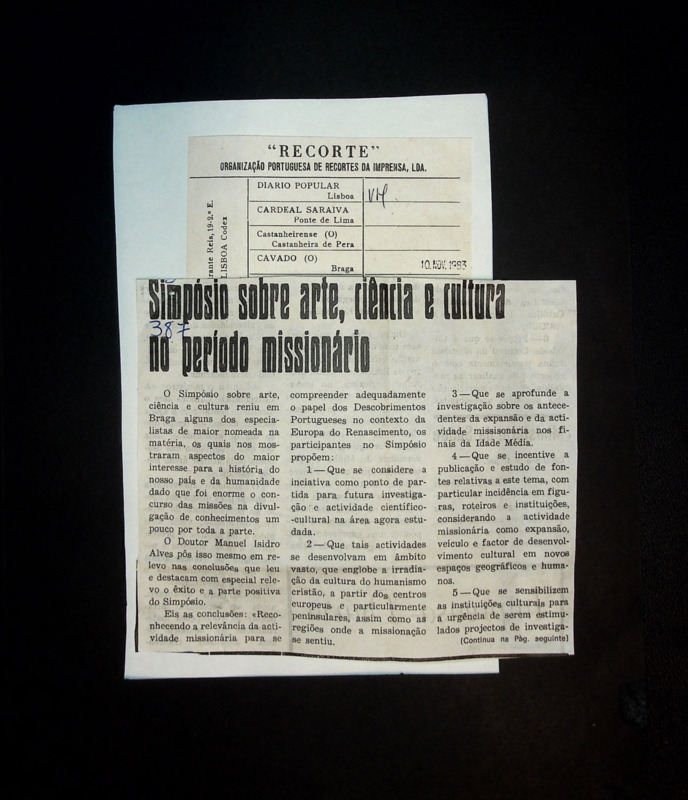 "RECORTE"
ORGANIZAÇÃO PORTUGUESA DE RECORTES DA IMPRENSA, LDA.
rante Reis, 19-2.º E.
LISBOA Codex
DIARIO POPULAR
Lisboa
VM
CARDEAL SARAIVA
Ponte de Lima
Castanheirense (O)
Castanheira de Pera
CAVADO (O)
Braga
10. NOV. 1983
Simpósio sobre arte, ciência e cultura
387
no período missionário
O Simpósio sobre arte,
ciência e cultura reniu em
Braga alguns dos especia-
listas de maior nomeada na
matéria, os quais nos mos-
traram aspectos do maior
interesse para a história do
nosso país e da humanidade
dado que foi enorme o con-
curso das missões na divul-
gação de conhecimentos um
pouco por toda a parte.
O Doutor Manuel Isidro
Alves pôs isso mesmo em re-
levo nas conclusões que leu
e destacam com especial rele-
vo o êxito e a parte positiva
do Simpósio.
Eis as conclusões: «Reco-
nhecendo a relevância da acti-
vidade missionária para se
compreender adequadamente
o papel dos Descobrimentos
Portugueses no contexto da
Europa do Renascimento, os
participantes no Simpósio
propõem:
1 — Que se considere a
inciativa como ponto de par-
tida para futura investiga-
ção e actividade científico-
-cultural na área agora estu-
dada.
2 — Que tais actividades
se desenvolvam em âmbito
vasto, que englobe a irradia-
ção da cultura do humanismo
cristão, a partir dos centros
europeus e particularmente
peninsulares, assim como as
regiões onde a missionação
se sentiu.
3 — Que se aprofunde a
investigação sobre os antece-
dentes da expansão e da acti-
vidade missisonária nos fi-
nais da Idade Média.
4 — Que se incentive a
publicação e estudo de fon-
tes relativas a este tema, com
particular incidência em figu-
ras, roteiros e instituições,
considerando a actividade
missionária como expansão,
veículo e factor de desenvol-
vimento cultural em novos
espaços geográficos e huma-
nos.
5 — Que se sensibilizem
as instituições culturais para
a urgência de serem estimu-
lados projectos de investiga-
(Continua na Pàg. seguinte)